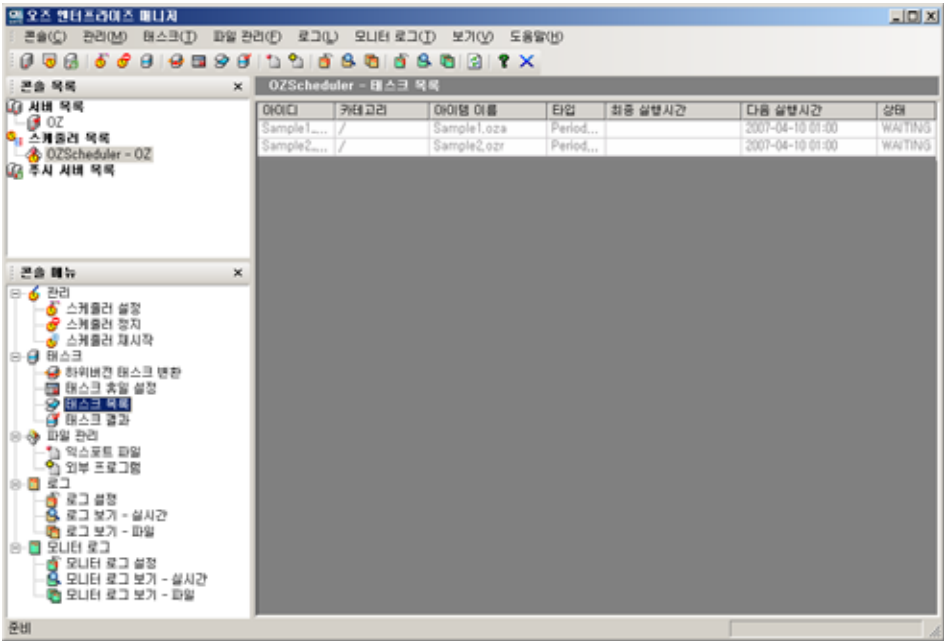 오즈 엔터프라이즈 매니저
콘솔(C) 관리(M) 태스크(T) 파일 관리(F) 로그(L) 모니터 로그(T) 보기(V) 도움말(H)
콘솔 목록
서버 목록
OZ
스케줄러 목록
OZScheduler - OZ
주시 서버 목록
콘솔 메뉴
관리
스케줄러 설정
스케줄러 정지
스케줄러 재시작
태스크
하위버전 태스크 변환
태스크 휴일 설정
태스크 목록
태스크 결과
파일 관리
익스포트 파일
외부 프로그램
로그
로그 설정
로그 보기 - 실시간
로그 보기 - 파일
모니터 로그
모니터 로그 설정
모니터 로그 보기 - 실시간
모니터 로그 보기 - 파일
OZScheduler - 태스크 목록
아이디 카테고리 아이템 이름 타입 최종 실행시간 다음 실행시간 상태
Sample1,... / Sample1.oza Period... 2007-04-10 01:00 WAITING
Sample2,... / Sample2.ozr Period... 2007-04-10 01:00 WAITING
준비